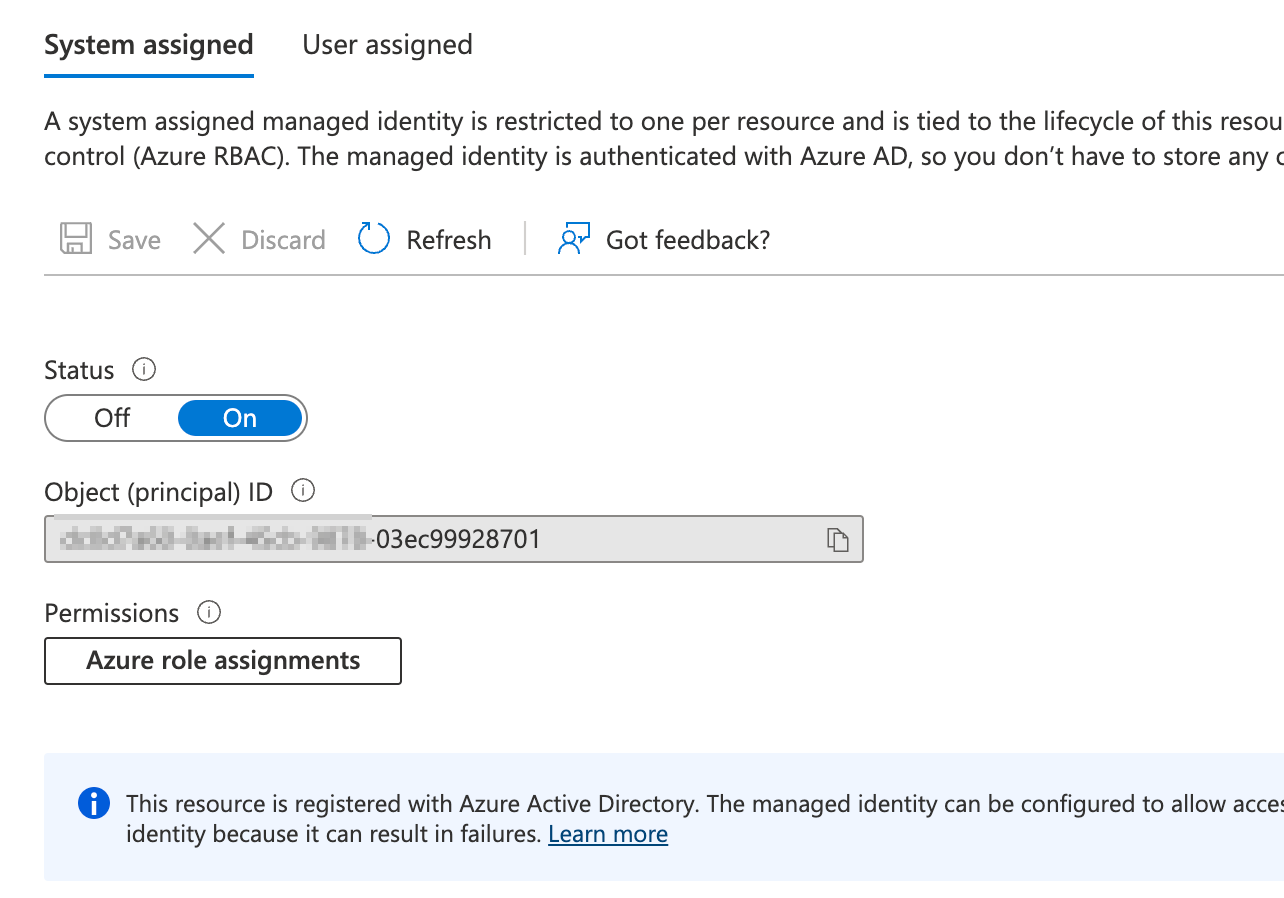 System assigned User assigned
A system assigned managed identity is restricted to one per resource and is tied to the lifecycle of this resou
control (Azure RBAC). The managed identity is authenticated with Azure AD, so you don’t have to store any c
Save Discard Refresh Got feedback?
Status
Off On
Object (principal) ID
-03ec99928701
Permissions
Azure role assignments
This resource is registered with Azure Active Directory. The managed identity can be configured to allow acces
identity because it can result in failures. Learn more